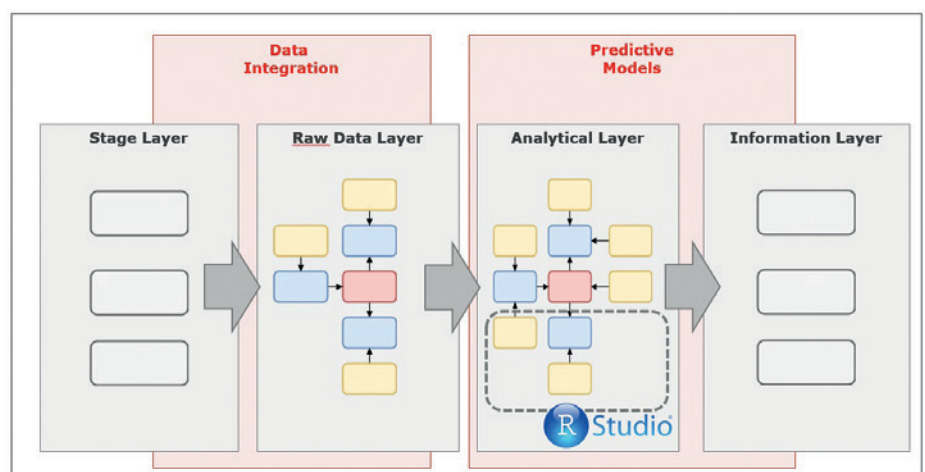 Data
Integration
Predictive
Models
Stage Layer
Raw Data Layer
Analytical Layer
Information Layer
R Studio